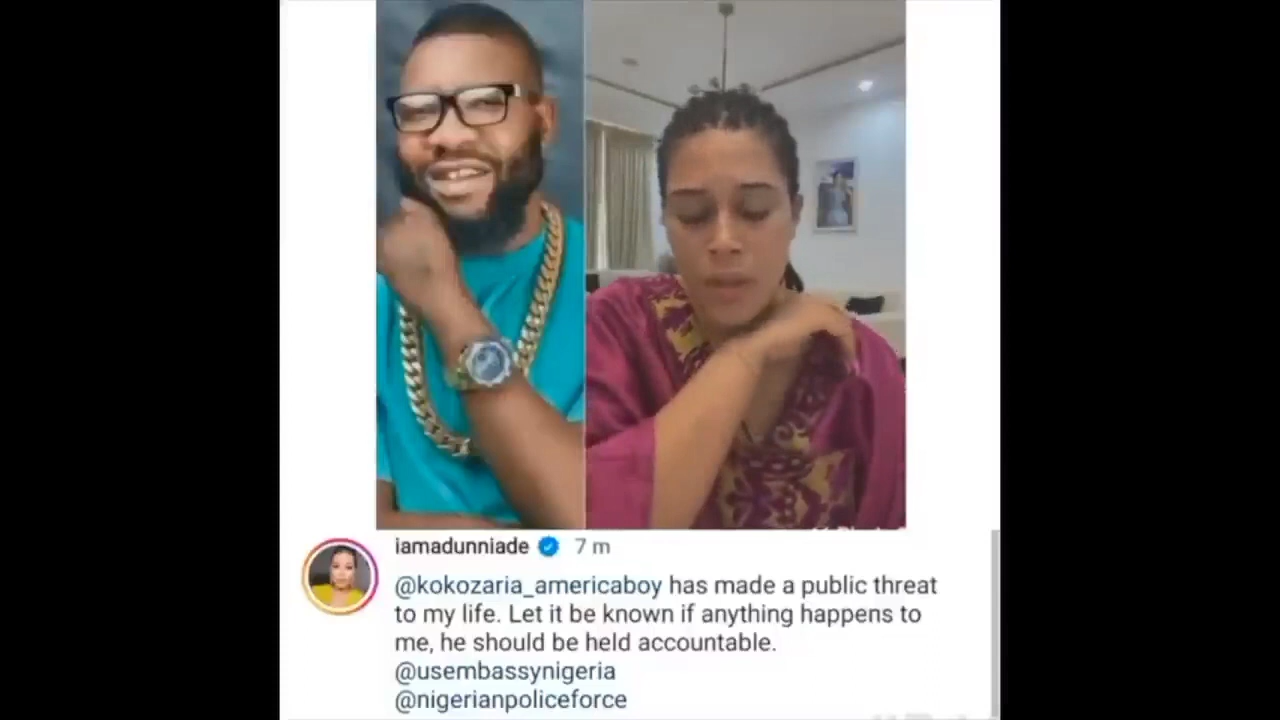 iamadunniade 7 m
@kokozaria_americaboy has made a public threat
to my life. Let it be known if anything happens to
me, he should be held accountable.
@usembassynigeria
@nigerianpoliceforce